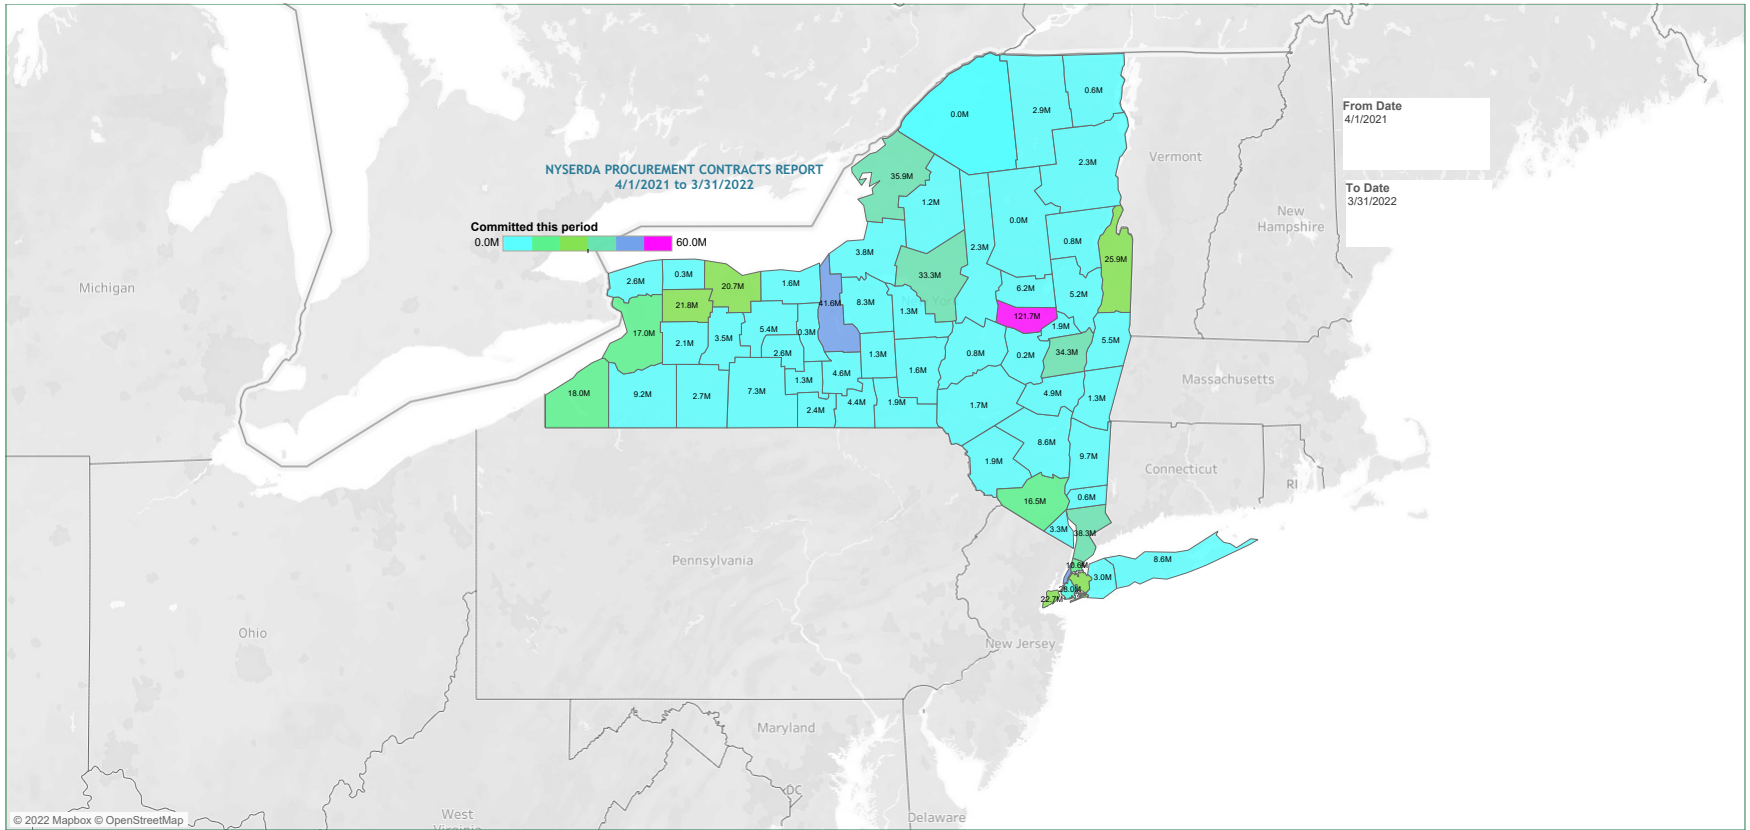 NYSERDA PROCUREMENT CONTRACTS REPORT
4/1/2021 to 3/31/2022
Committed this period
0.0M 60.0M
From Date
4/1/2021
To Date
3/31/2022
0.0M
2.9M
0.6M
2.3M
35.9M
1.2M
2.3M
0.0M
0.8M
25.9M
3.8M
33.3M
6.2M
5.2M
2.6M
0.3M
20.7M
1.6M
41.6M
8.3M
1.3M
121.7M
1.9M
21.8M
17.0M
2.1M
3.5M
5.4M
0.3M
2.6M
1.3M
0.8M
0.2M
34.3M
5.5M
18.0M
9.2M
2.7M
7.3M
1.3M
4.6M
1.6M
2.4M
4.4M
1.9M
1.7M
4.9M
1.3M
8.6M
9.7M
1.9M
16.5M
0.6M
3.3M
38.3M
10.6M
3.0M
8.6M
22.7M
Michigan
Vermont
New
Hampshire
New York
Massachusetts
Connecticut
RI
Pennsylvania
Ohio
New Jersey
Maryland
DC
West
Virginia
Delaware
© 2022 Mapbox © OpenStreetMap